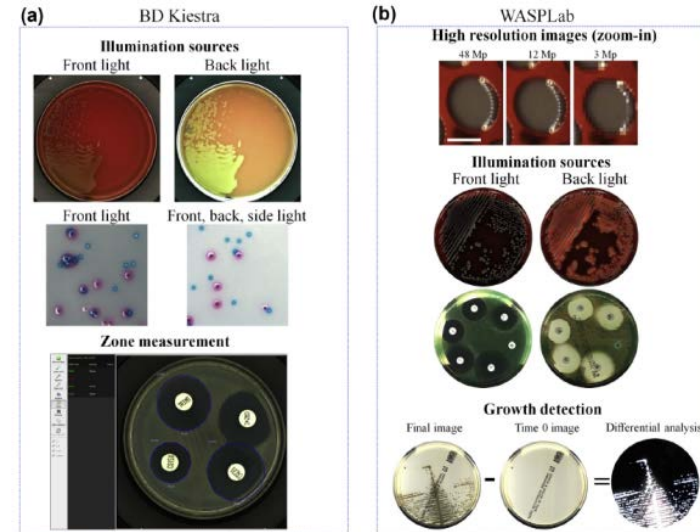 (a) BD Kiestra
Illumination sources
Front light Back light
Front light Front, back, side light
Zone measurement
(b) WASPLab
High resolution images (zoom-in)
48 Mp 12 Mp 3 Mp
Illumination sources
Front light Back light
Growth detection
Final image Time 0 image Differential analysis
- =